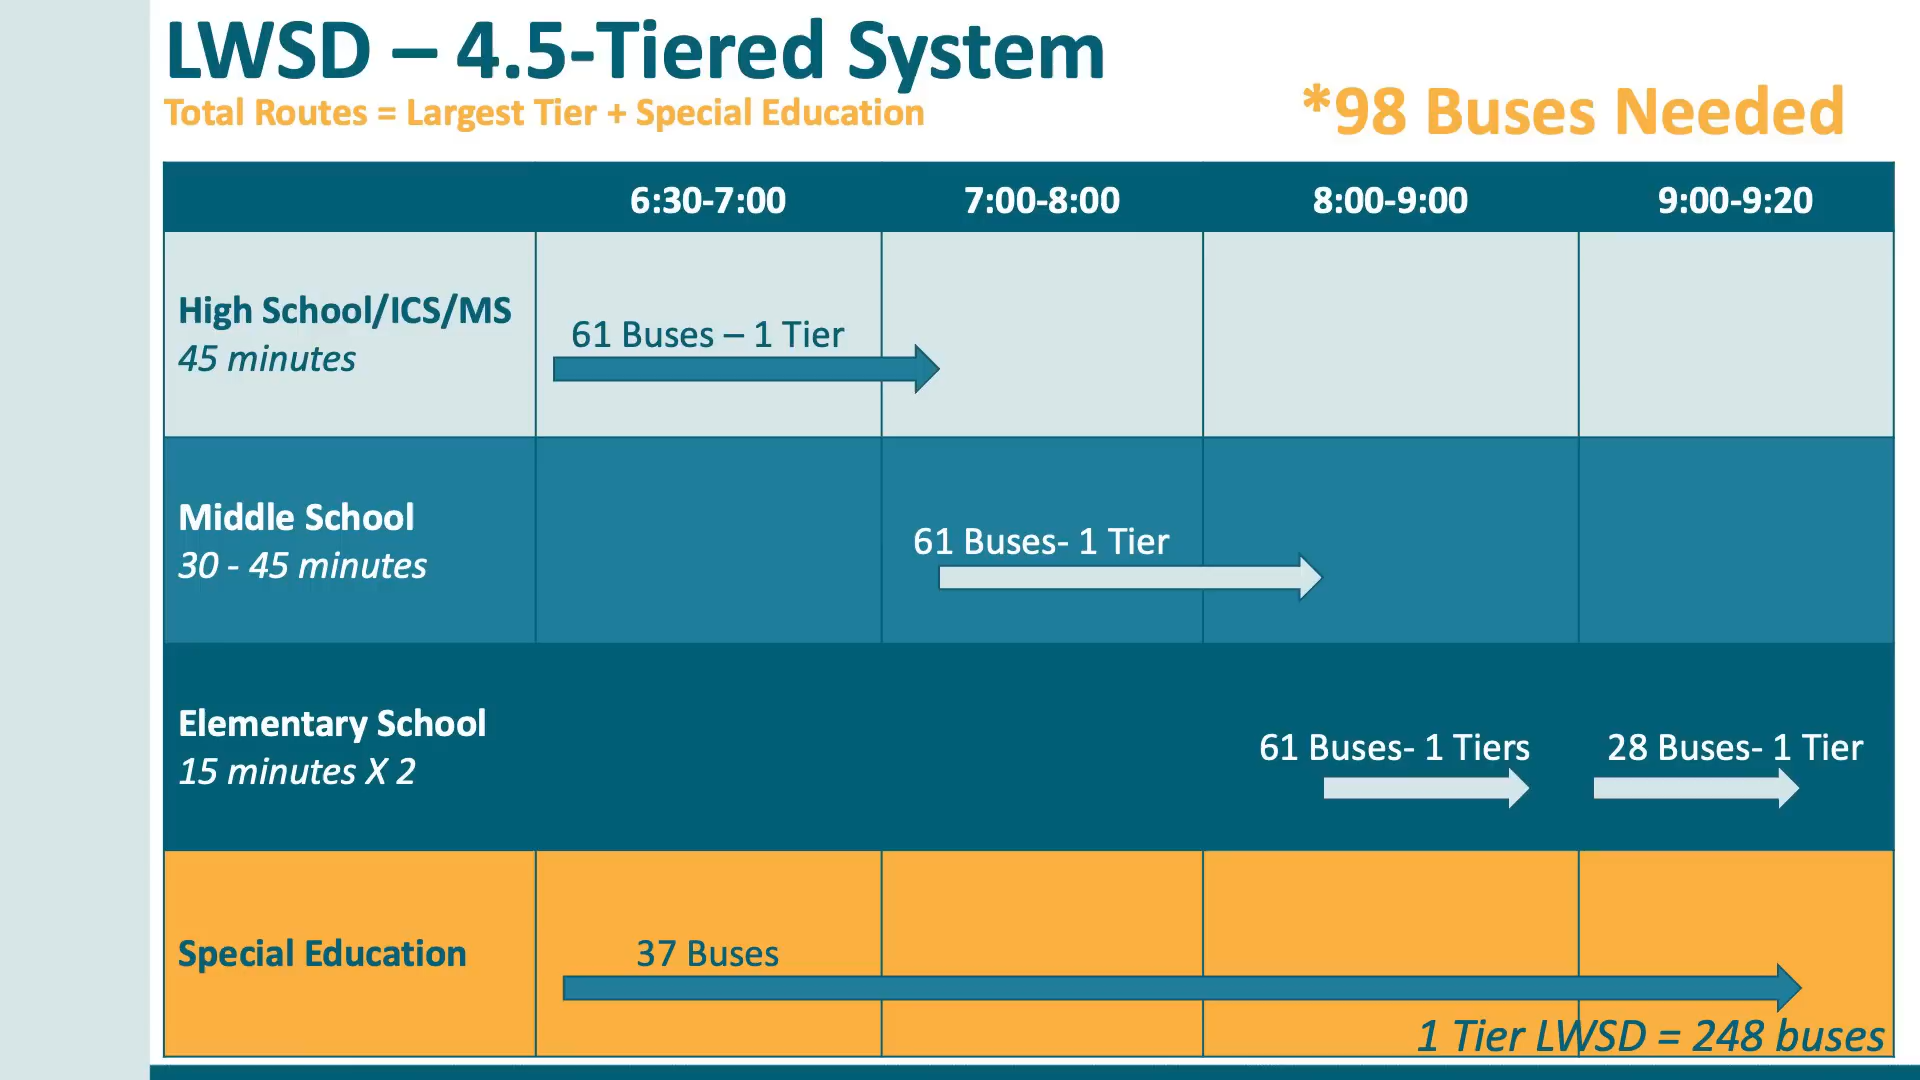 LWSD – 4.5-Tiered System
Total Routes = Largest Tier + Special Education
*98 Buses Needed
6:30-7:00 7:00-8:00 8:00-9:00 9:00-9:20
High School/ICS/MS
45 minutes
61 Buses – 1 Tier
Middle School
30 - 45 minutes
61 Buses- 1 Tier
Elementary School
15 minutes X 2
61 Buses- 1 Tiers
28 Buses- 1 Tier
Special Education
37 Buses
1 Tier LWSD = 248 buses